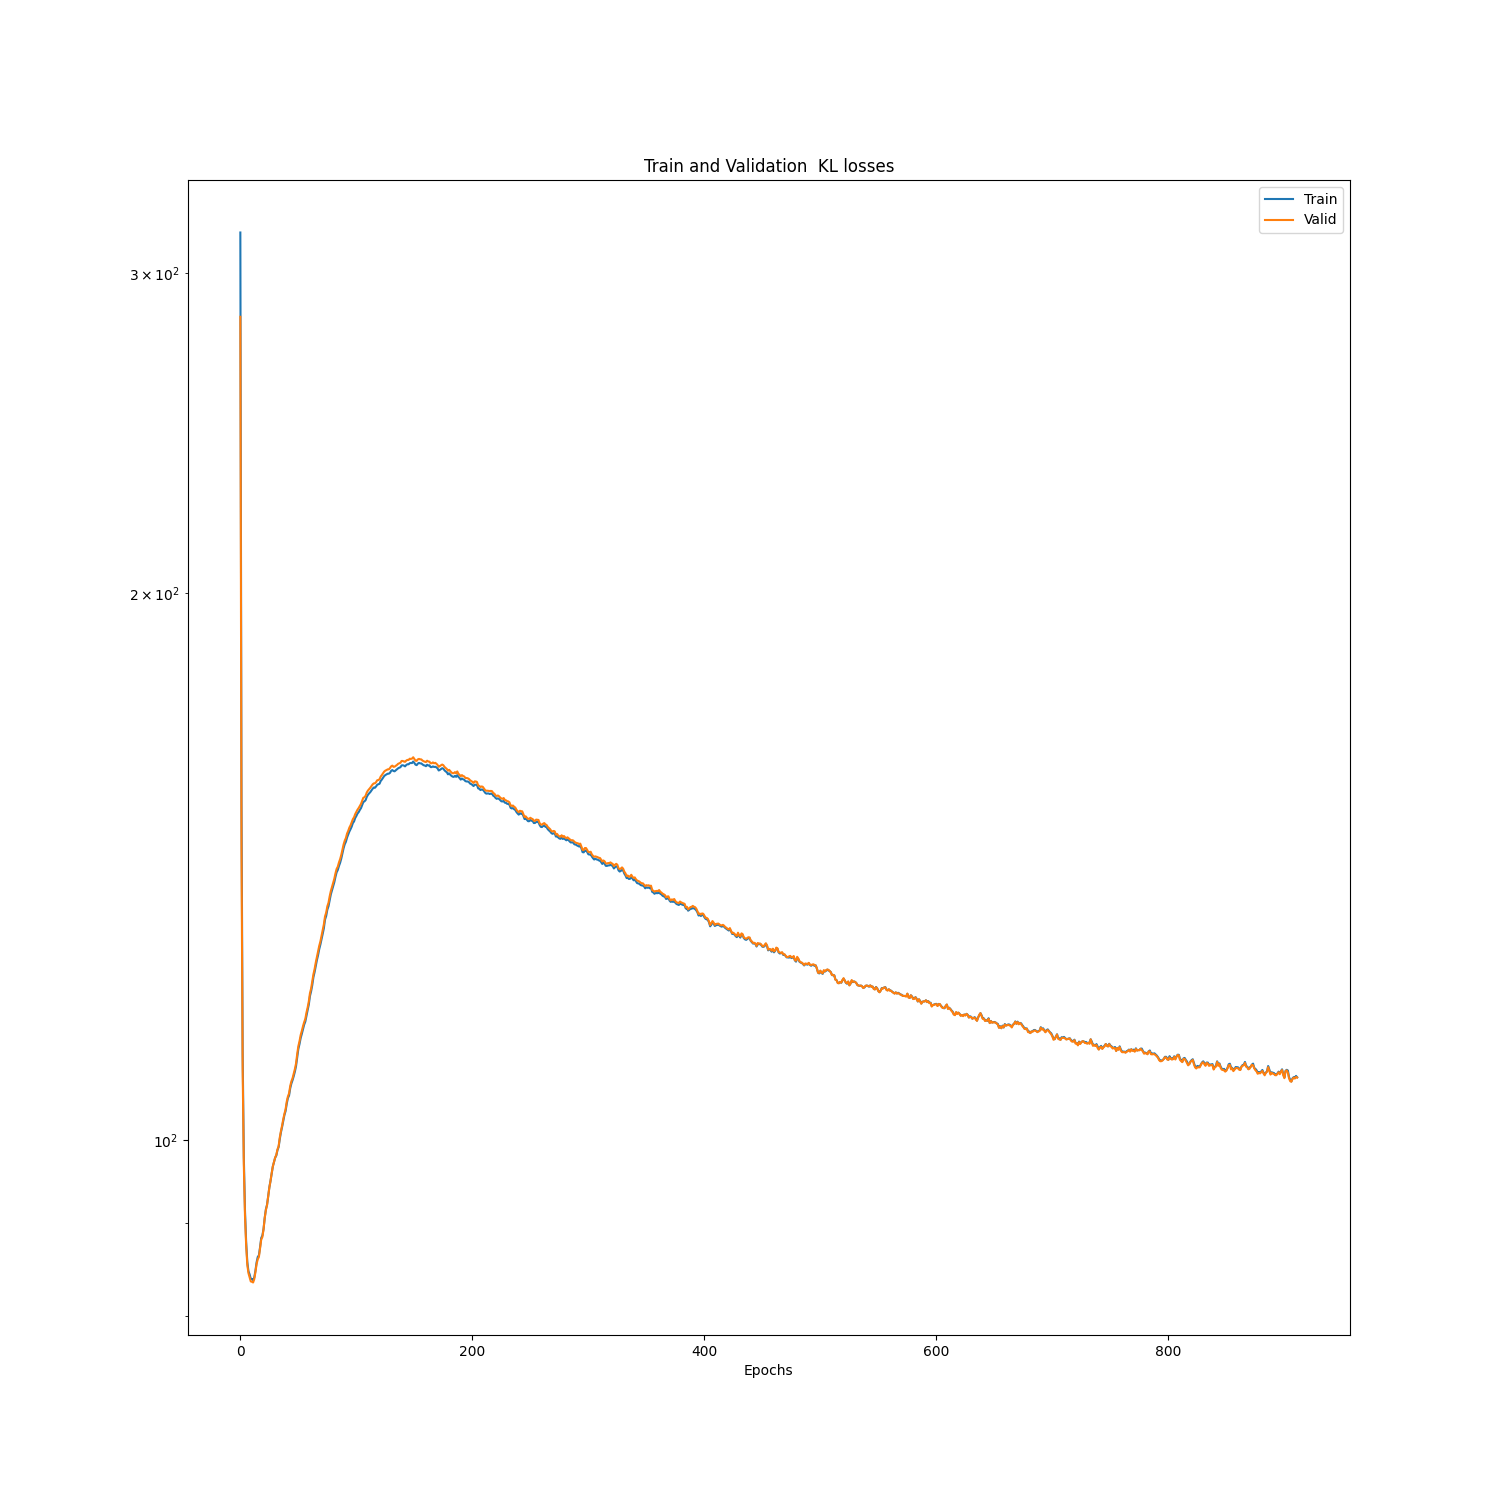 Train and Validation  KL losses
Train
Valid
3 × 10²
2 × 10²
10²
0 200 400 600 800
Epochs